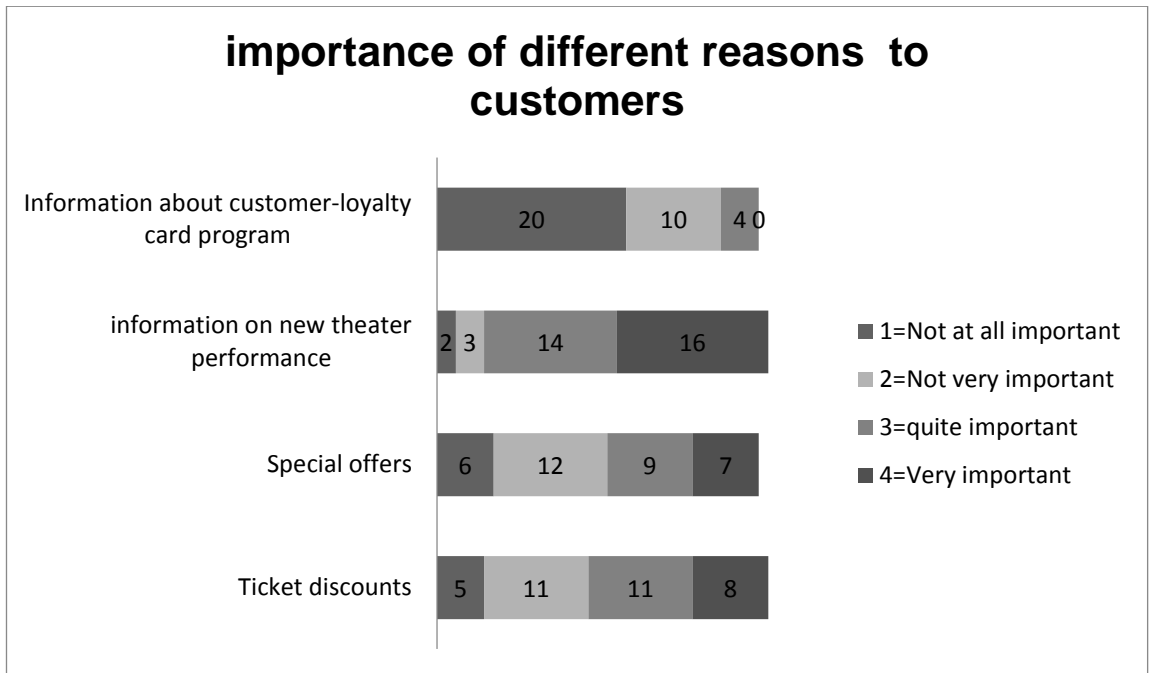 importance of different reasons to
customers
Information about customer-loyalty
card program
20 10 4 0
information on new theater
performance
2 3 14 16
Special offers
6 12 9 7
Ticket discounts
5 11 11 8
1=Not at all important
2=Not very important
3=quite important
4=Very important